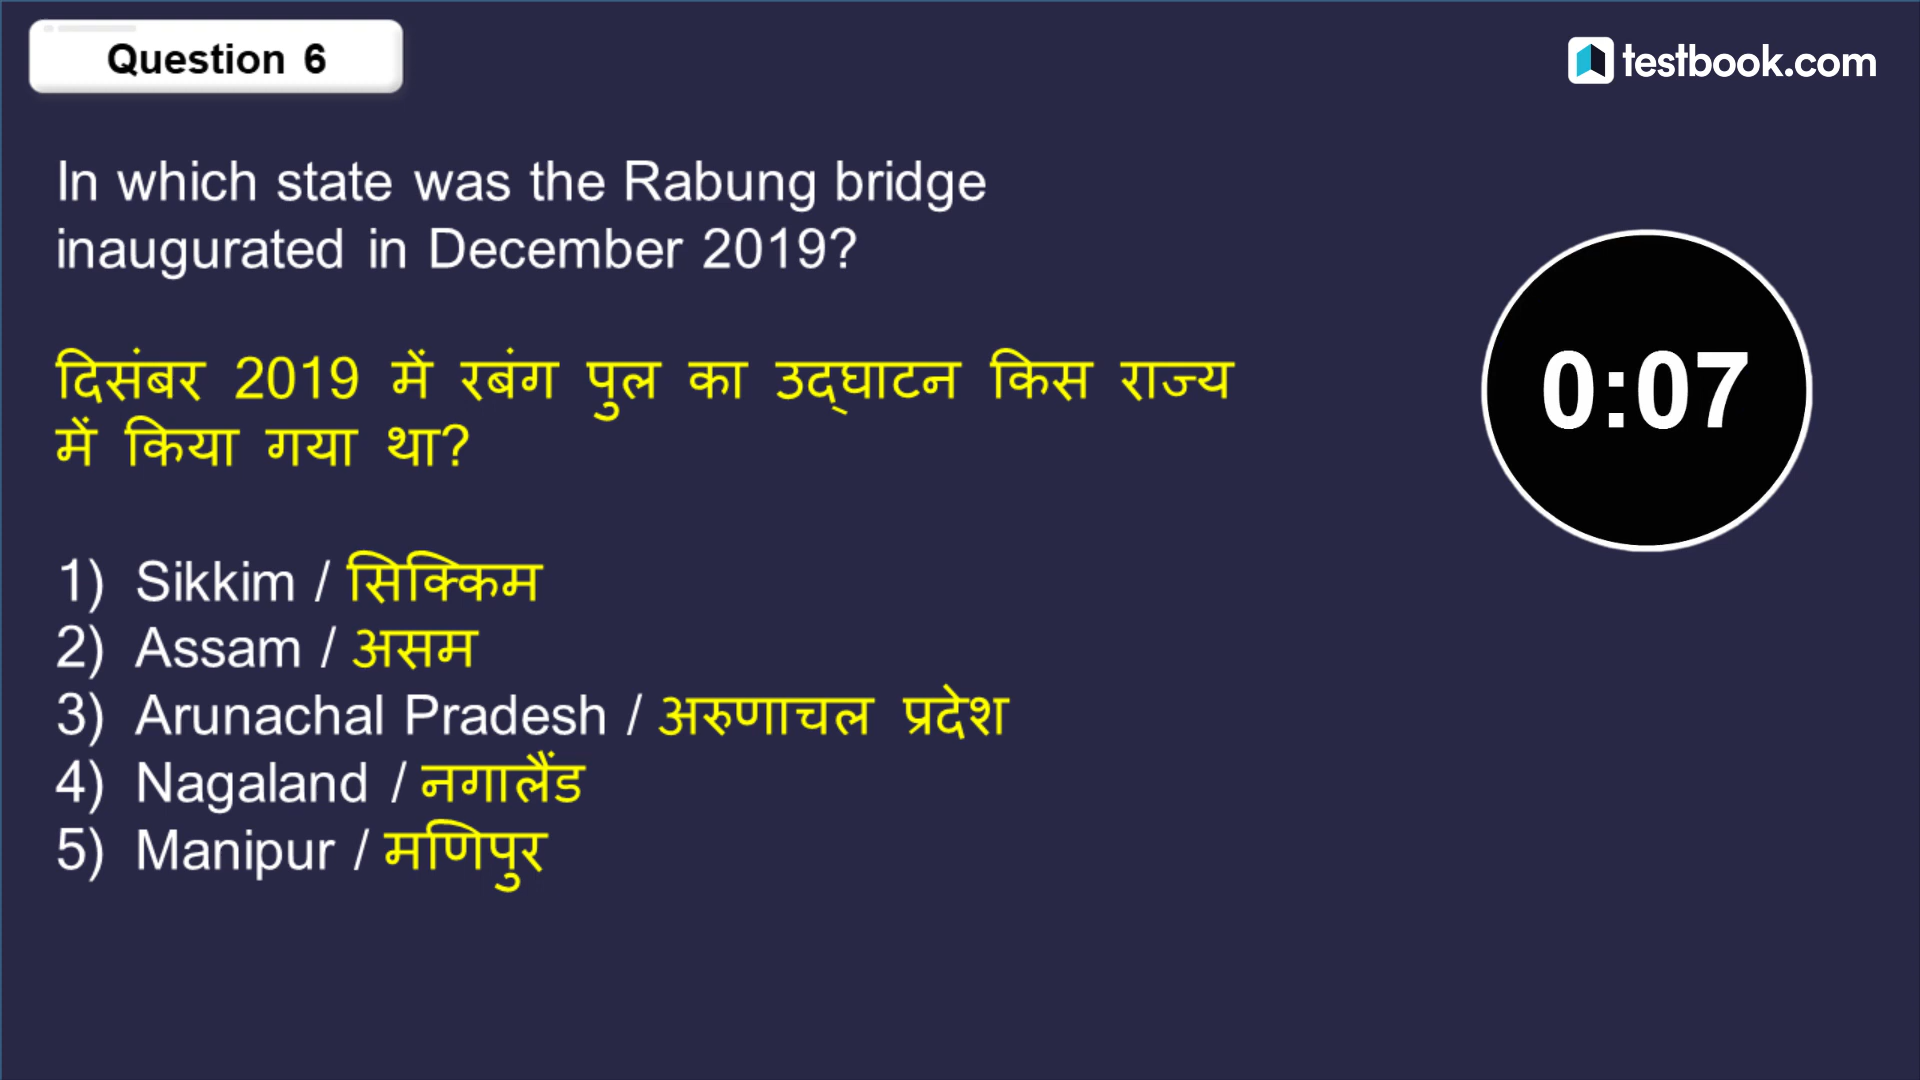 Question 6
testbook.com
In which state was the Rabung bridge
inaugurated in December 2019?
दिसंबर 2019 में रबंग पुल का उद्घाटन किस राज्य
में किया गया था?
0:07
1) Sikkim / सिक्किम
2) Assam / असम
3) Arunachal Pradesh / अरुणाचल प्रदेश
4) Nagaland / नगालैंड
5) Manipur / मणिपुर